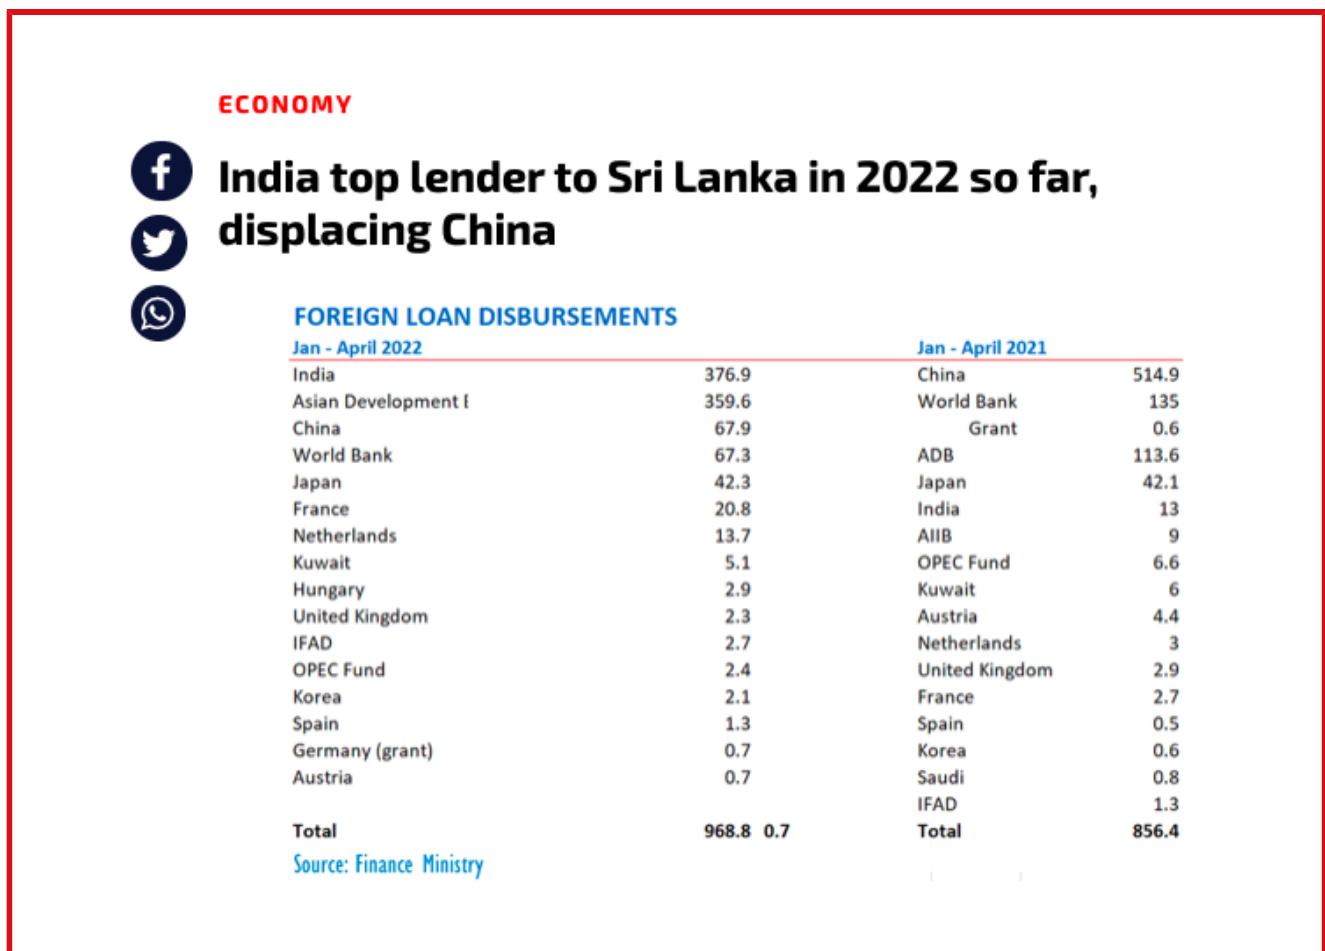 ECONOMY
India top lender to Sri Lanka in 2022 so far,
displacing China
FOREIGN LOAN DISBURSEMENTS
Jan - April 2022 Jan - April 2021
India 376.9 China 514.9
Asian Development 359.6 World Bank 135
China 67.9 Grant 0.6
World Bank 67.3 ADB 113.6
Japan 42.3 Japan 42.1
France 20.8 India 13
Netherlands 13.7 AIIB 9
Kuwait 5.1 OPEC Fund 6.6
Hungary 2.9 Kuwait 6
United Kingdom 2.3 Austria 4.4
IFAD 2.7 Netherlands 3
OPEC Fund 2.4 United Kingdom 2.9
Korea 2.1 France 2.7
Spain 1.3 Spain 0.5
Germany (grant) 0.7 Korea 0.6
Austria 0.7 Saudi 0.8
IFAD 1.3
Total 968.8 0.7 Total 856.4
Source: Finance Ministry